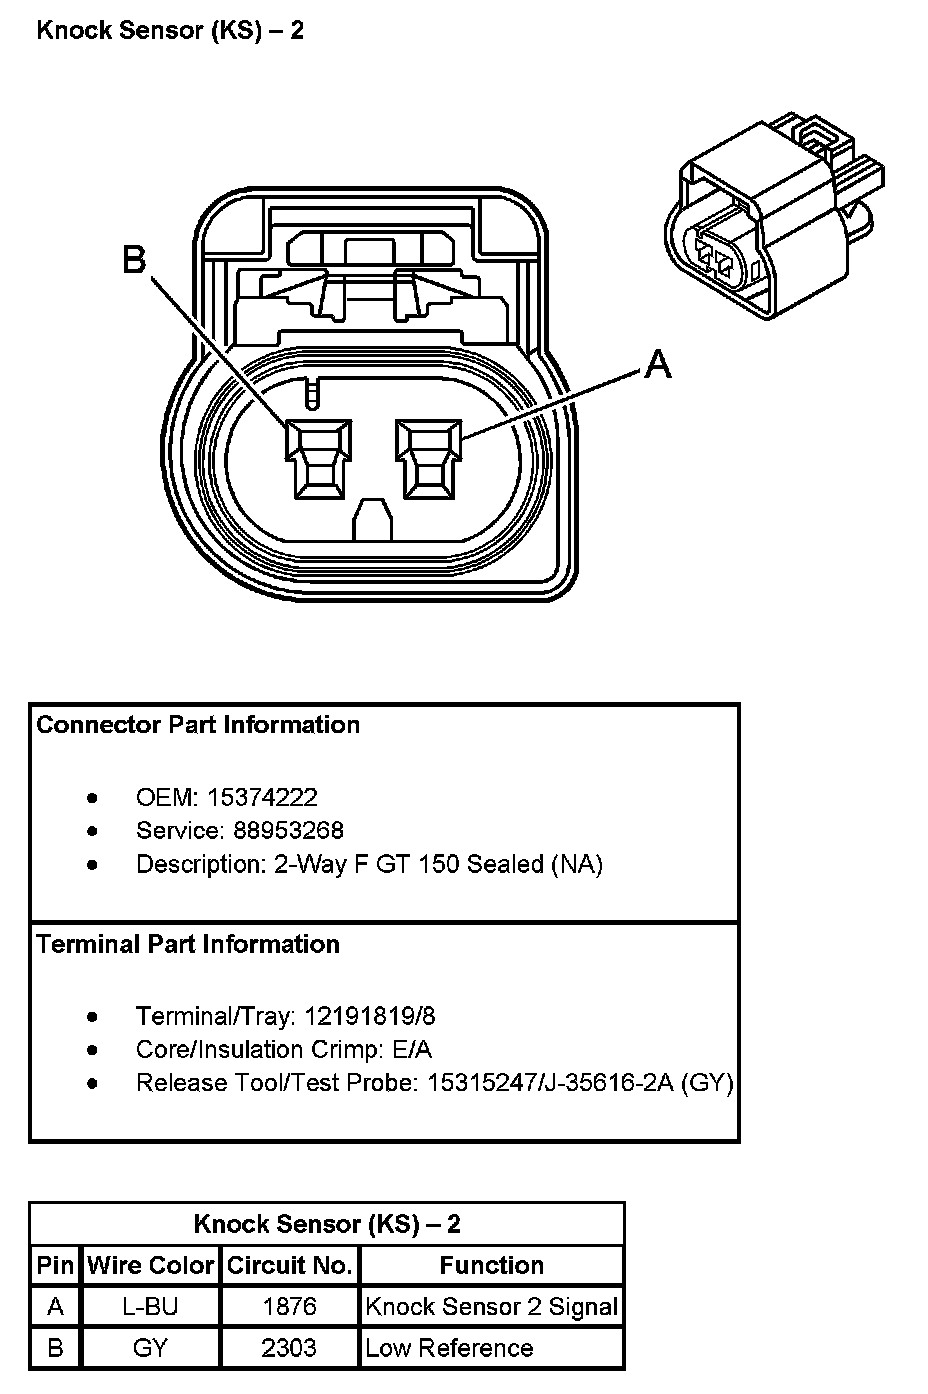 Knock Sensor (KS) – 2
B
A
Connector Part Information
• OEM: 15374222
• Service: 88953268
• Description: 2-Way F GT 150 Sealed (NA)
Terminal Part Information
• Terminal/Tray: 12191819/8
• Core/Insulation Crimp: E/A
• Release Tool/Test Probe: 15315247/J-35616-2A (GY)
Knock Sensor (KS) – 2
Pin Wire Color Circuit No. Function
A L-BU 1876 Knock Sensor 2 Signal
B GY 2303 Low Reference